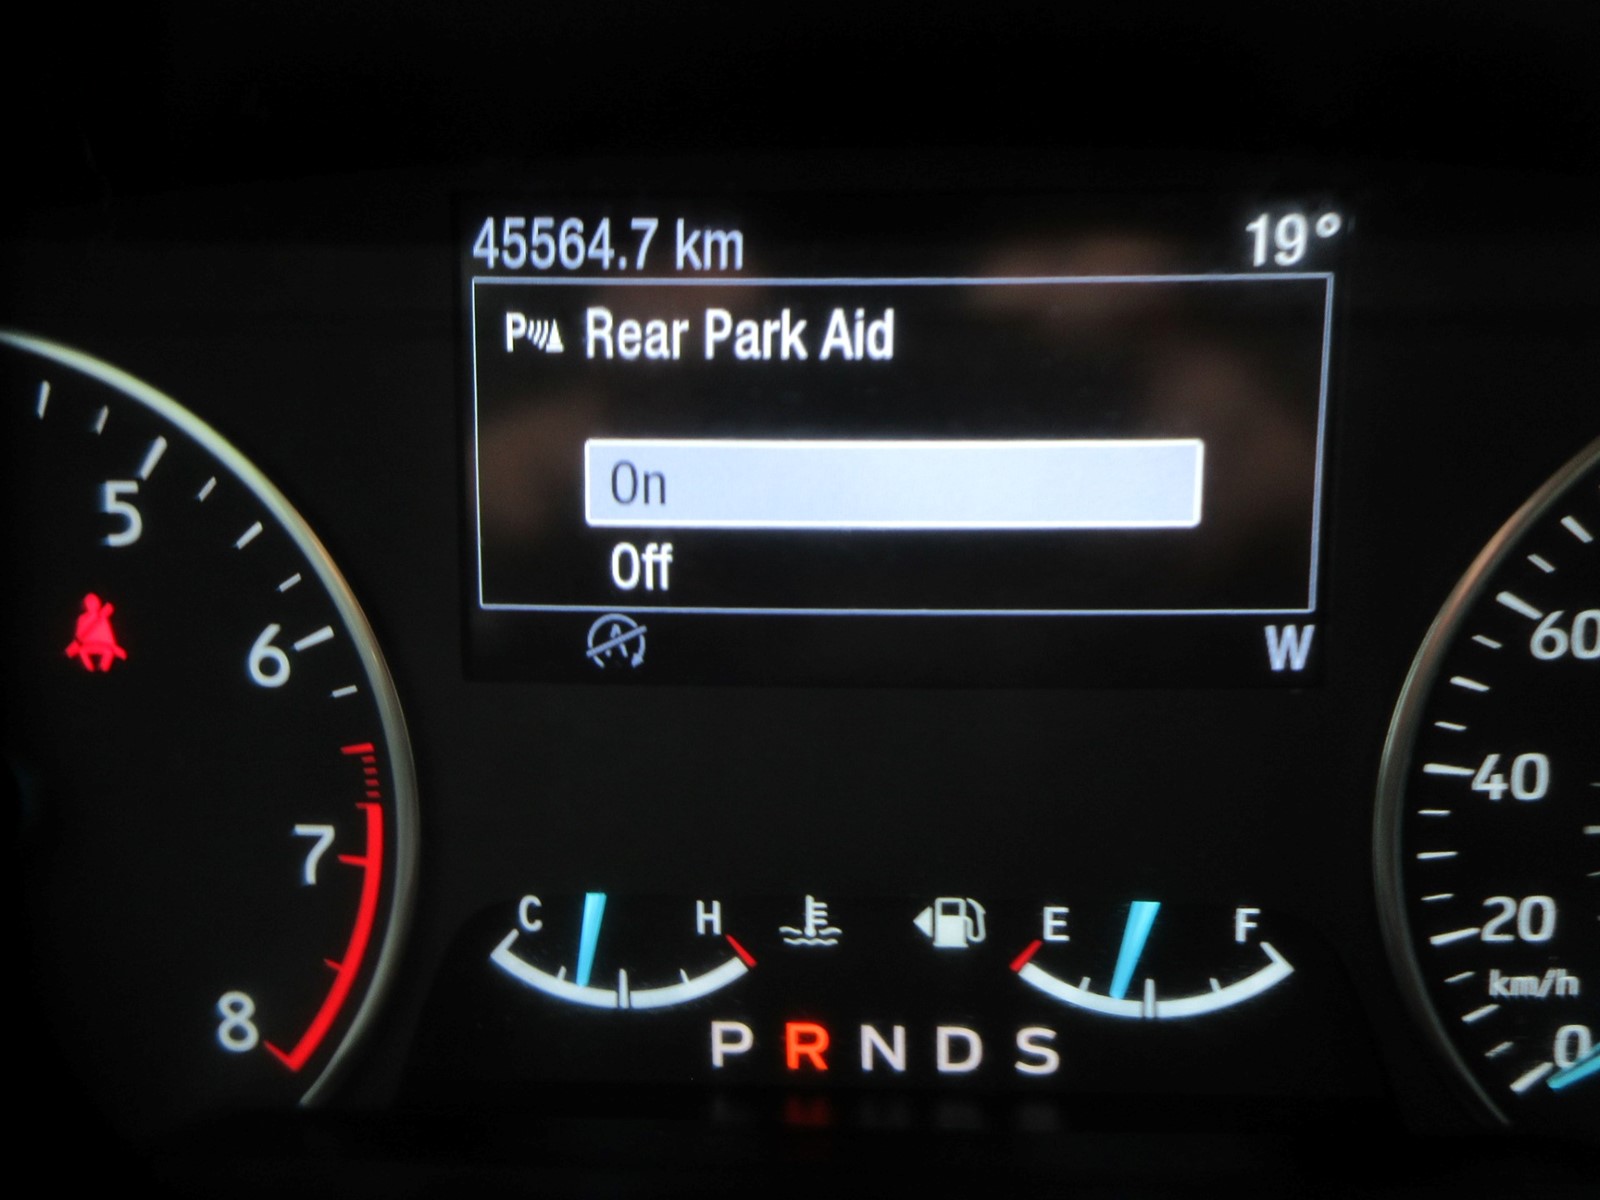 45564.7 km 19°
P Rear Park Aid
On
Off
A
W
5
6
7
8
60
40
20
km/h
0
C H E F
P R N D S